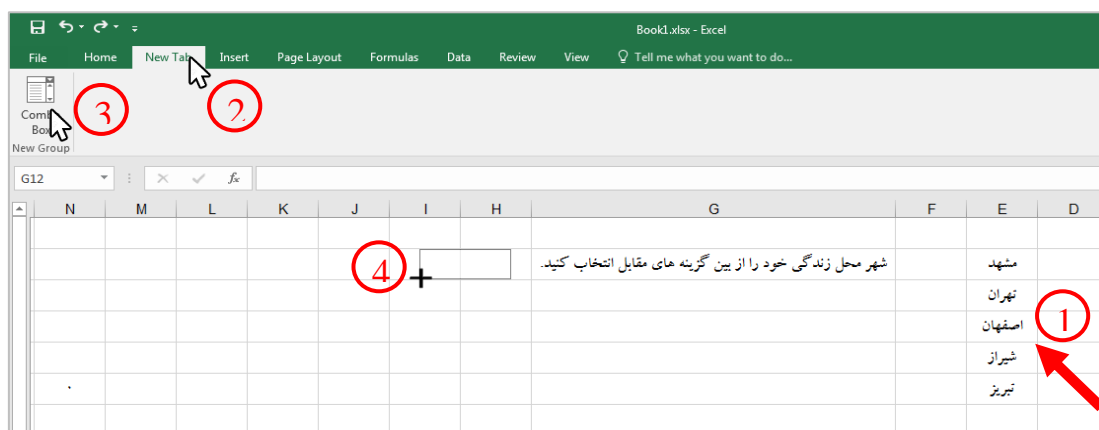 Book1.xlsx - Excel
File Home New Tab Insert Page Layout Formulas Data Review View Tell me what you want to do...
Combo
Box
New Group
3
2
G12 fx
N M L K J I H G F E D
4
شهر محل زندگی خود را از بین گزینه های مقابل انتخاب کنید.
مشهد
تهران
اصفهان
1
شیراز
تبریز